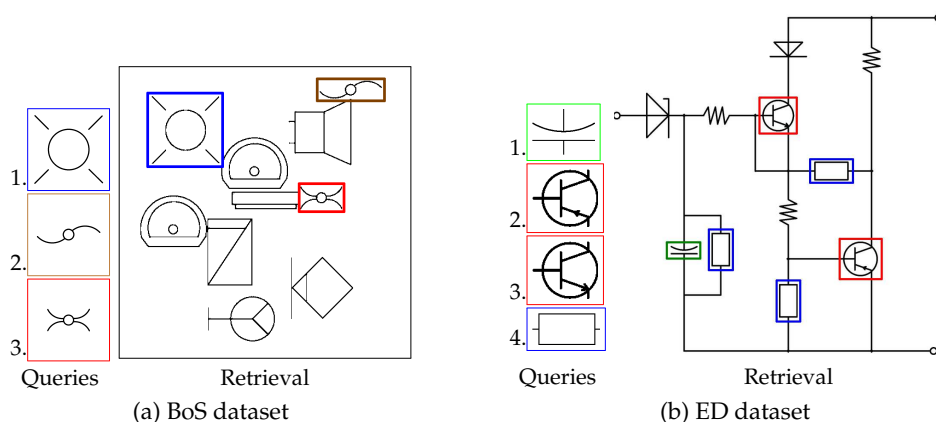 1.
2.
3.
Queries
Retrieval
(a) BoS dataset
1.
2.
3.
4.
Queries
Retrieval
(b) ED dataset